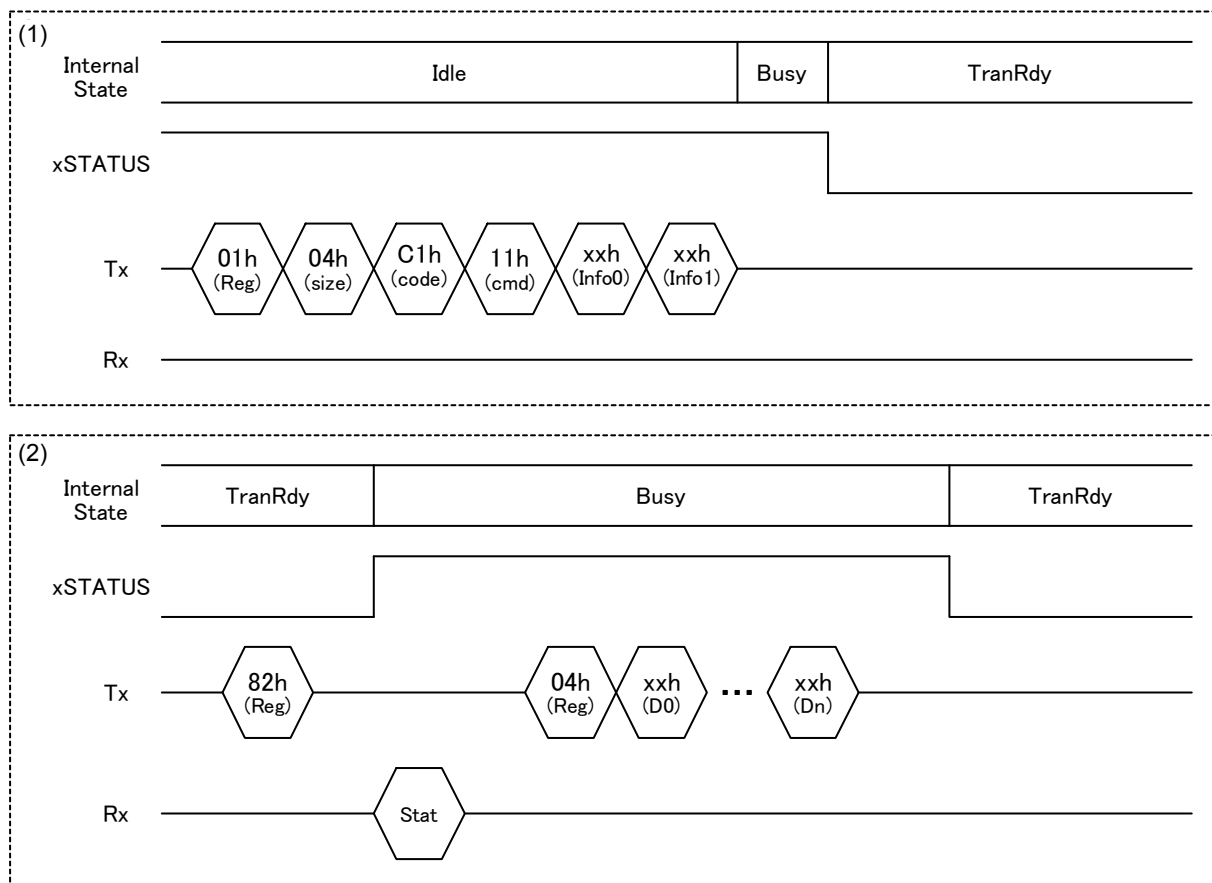 (1)
Internal
State
Idle
Busy
TranRdy
xSTATUS
Tx
01h
(Reg)
04h
(size)
C1h
(code)
11h
(cmd)
xxh
(Info0)
xxh
(Info1)
Rx
(2)
Internal
State
TranRdy
Busy
TranRdy
xSTATUS
Tx
82h
(Reg)
04h
(Reg)
xxh
(D0)
...
xxh
(Dn)
Rx
Stat